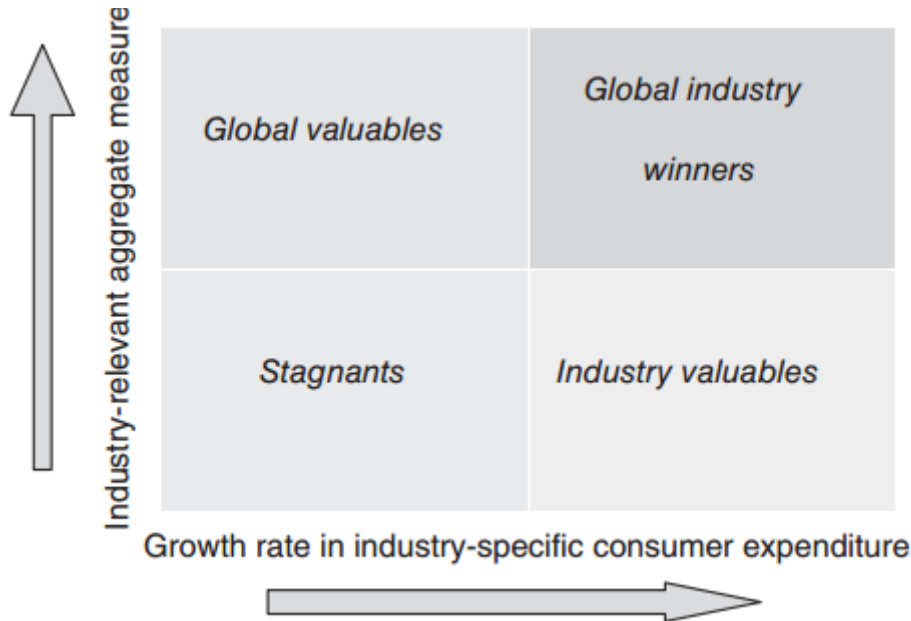 Industry-relevant aggregate measure
Global valuables
Global industry
winners
Stagnants
Industry valuables
Growth rate in industry-specific consumer expenditure